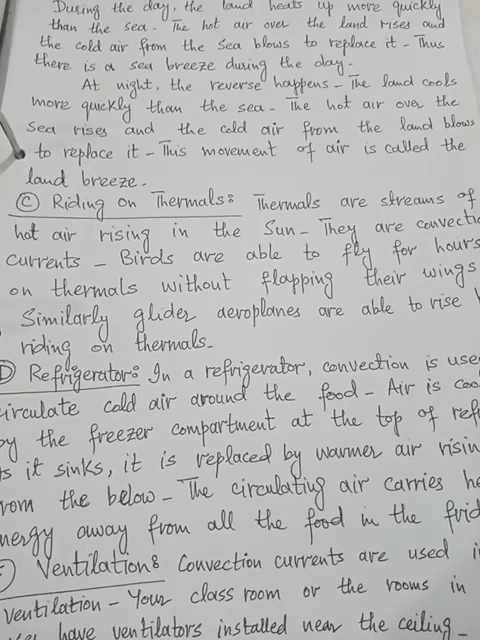 During the day, the land heats up more quickly
than the sea. The hot air over the land rises and
the cold air from the sea blows to replace it - Thus
there is a sea breeze during the day.
At night, the reverse happens - The land cools
more quickly than the sea - The hot air over the
sea rises and the cold air from the land blows
to replace it - This movement of air is called the
land breeze -
C Riding on Thermals: Thermals are streams of
hot air rising in the Sun - They are convecti
currents - Birds are able to fly for hours
on thermals without flapping their wings
Similarly glider aeroplanes are able to rise
riding on thermals -
D Refrigerator: In a refrigerator, convection is use
circulate cold air around the food - Air is coo
by the freezer compartment at the top of refr
As it sinks, it is replaced by warmer air risin
rom the below - The circulating air carries he
nergy away from all the food in the frid
Ventilation: Convection currents are used i
ventilation - Your class room or the rooms in
have ventilators installed near the ceiling -